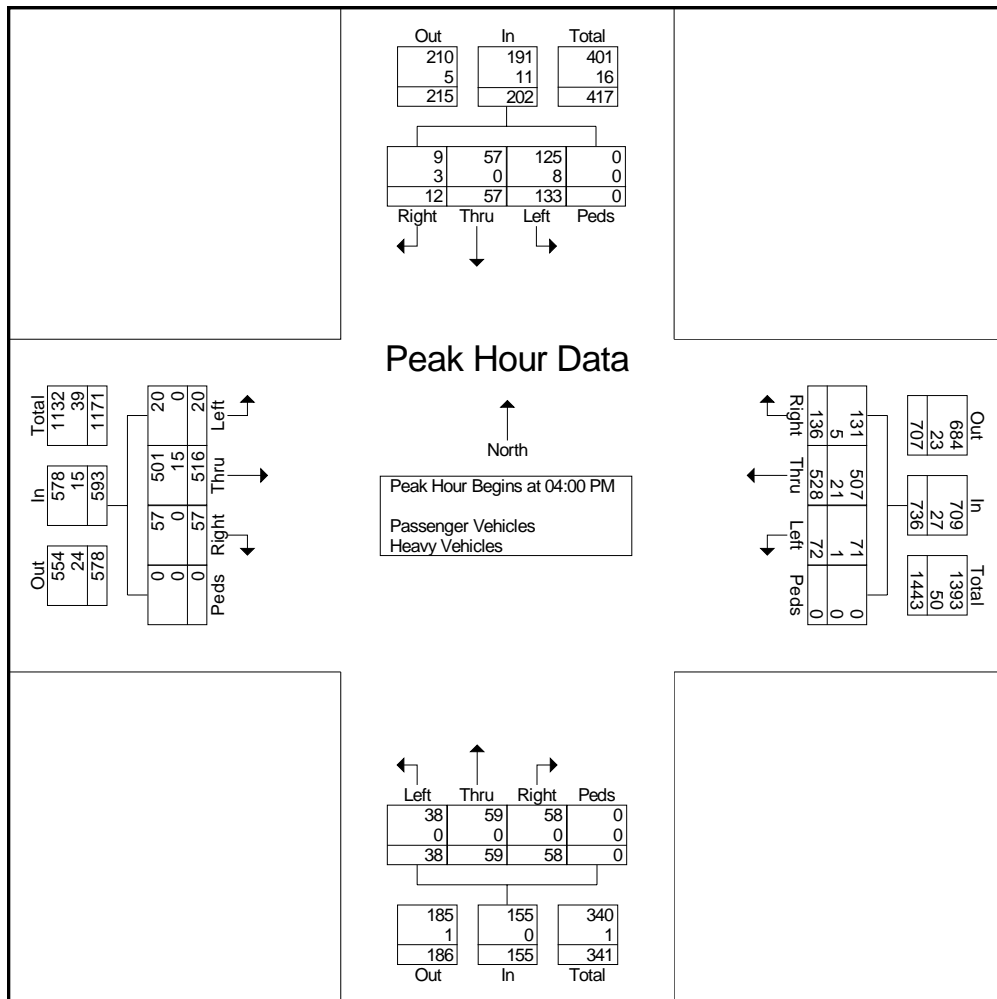 Out In Total
210 191 401
5 11 16
215 202 417
9 57 125 0
3 0 8 0
12 57 133 0
Right Thru Left Peds
Peak Hour Data
North
Peak Hour Begins at 04:00 PM
Passenger Vehicles
Heavy Vehicles
Total
1132
39
1171
In
578
15
593
Out
554
24
578
20 501 57 0
0 15 0 0
20 516 57 0
Left Thru Right Peds
Right Thru Left Peds
136 528 72 0
5 21 1 0
131 507 71 0
Out
684
23
707
In
709
27
736
Total
1393
50
1443
Left Thru Right Peds
38 59 58 0
0 0 0 0
38 59 58 0
185 155 340
1 0 1
186 155 341
Out In Total